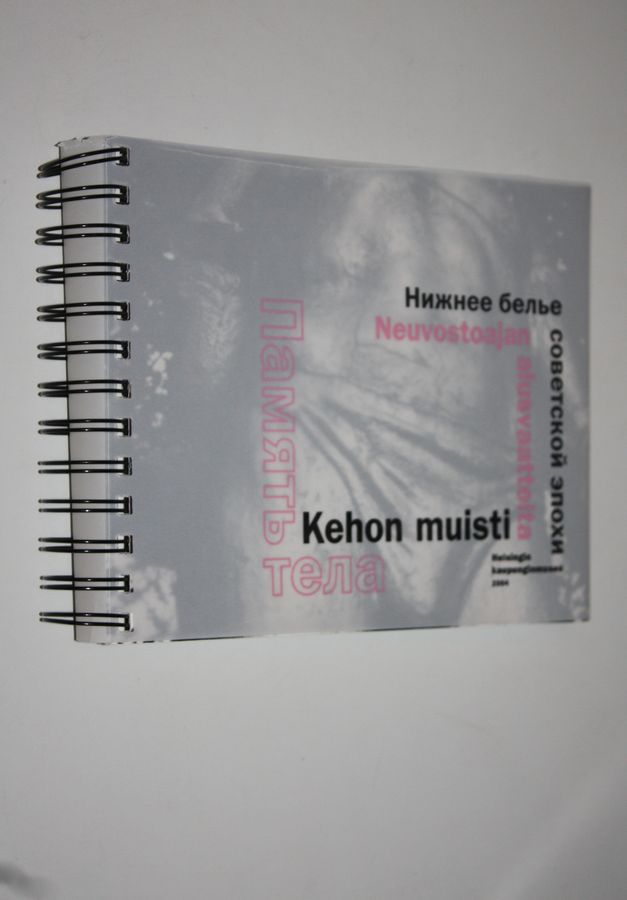 Нижнее белье
советской эпохи
Neuvostoajan
alusvaatteita
Память
тела
Kehon muisti
Helsingin
kaupunginmuseo
2004